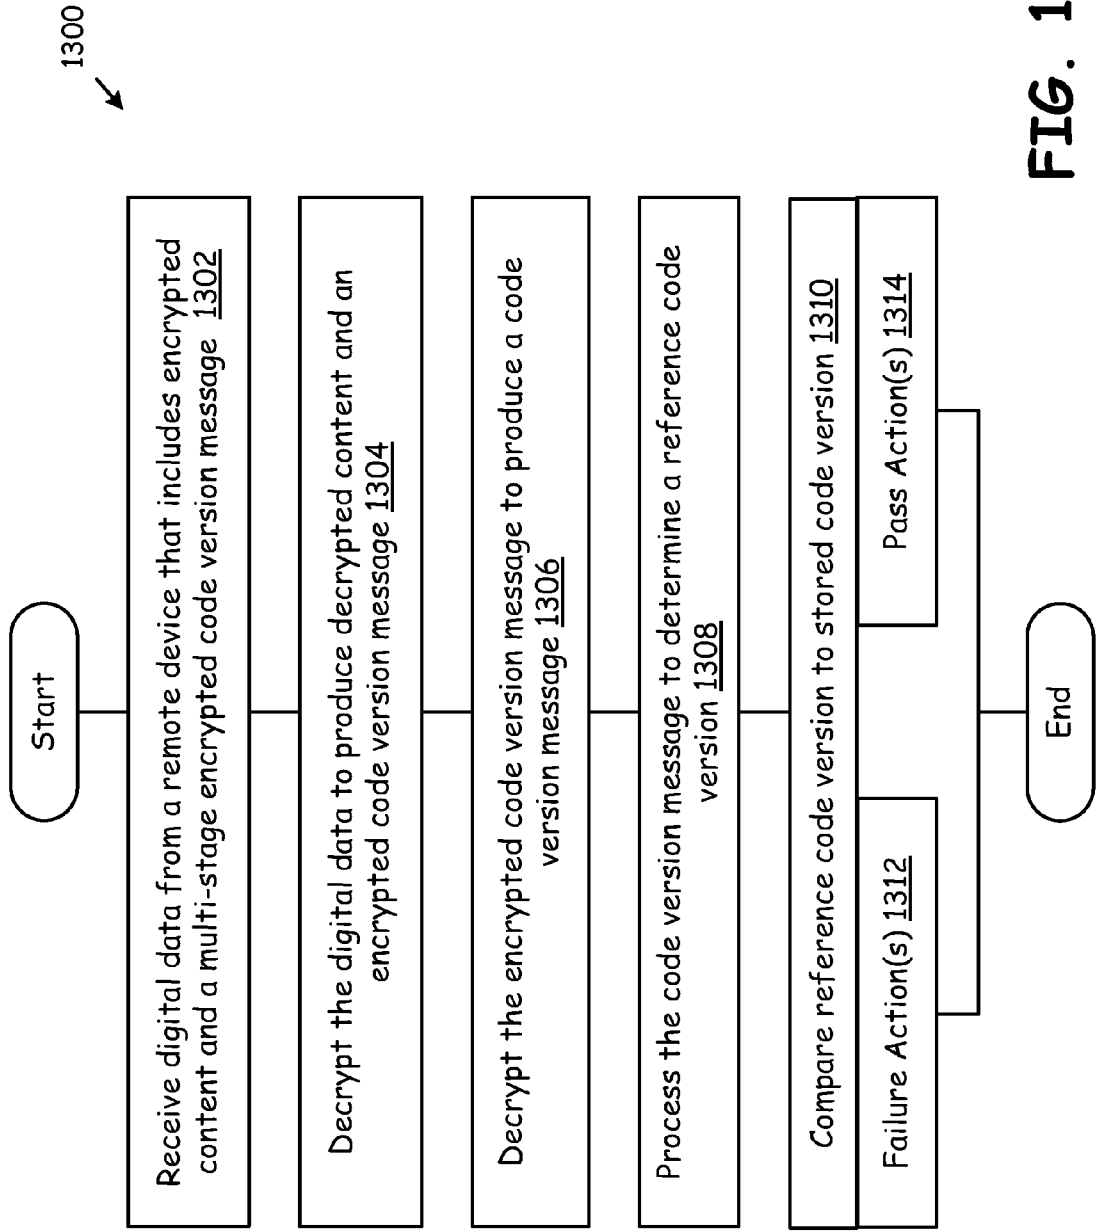 1300
Start
Receive digital data from a remote device that includes encrypted
content and a multi-stage encrypted code version message 1302
Decrypt the digital data to produce decrypted content and an
encrypted code version message 1304
Decrypt the encrypted code version message to produce a code
version message 1306
Process the code version message to determine a reference code
version 1308
Compare reference code version to stored code version 1310
Failure Action(s) 1312
Pass Action(s) 1314
End
FIG. 1